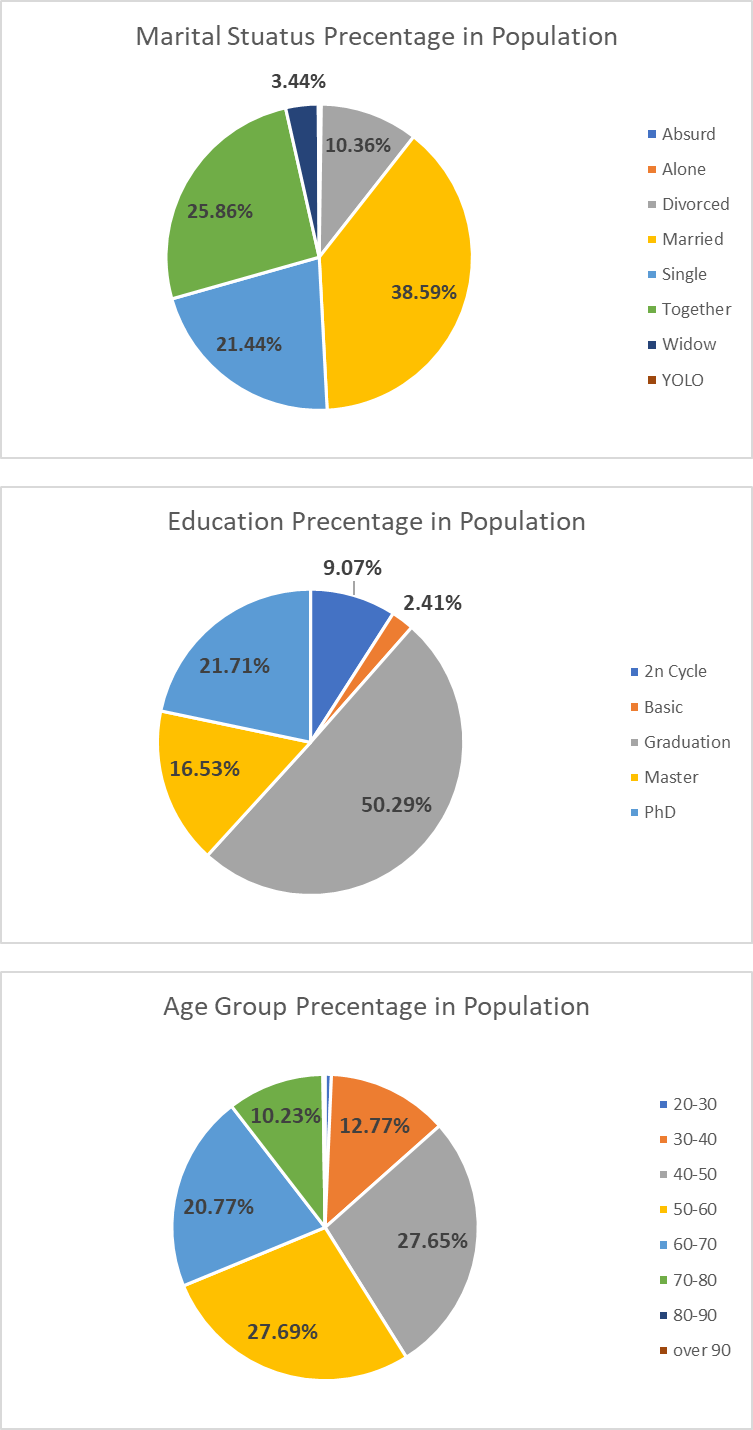 Marital Stuatus Precentage in Population
3.44%
10.36%
25.86%
38.59%
21.44%
Absurd
Alone
Divorced
Married
Single
Together
Widow
YOLO
Education Precentage in Population
9.07%
2.41%
21.71%
16.53%
50.29%
2n Cycle
Basic
Graduation
Master
PhD
Age Group Precentage in Population
10.23%
12.77%
20.77%
27.65%
27.69%
20-30
30-40
40-50
50-60
60-70
70-80
80-90
over 90